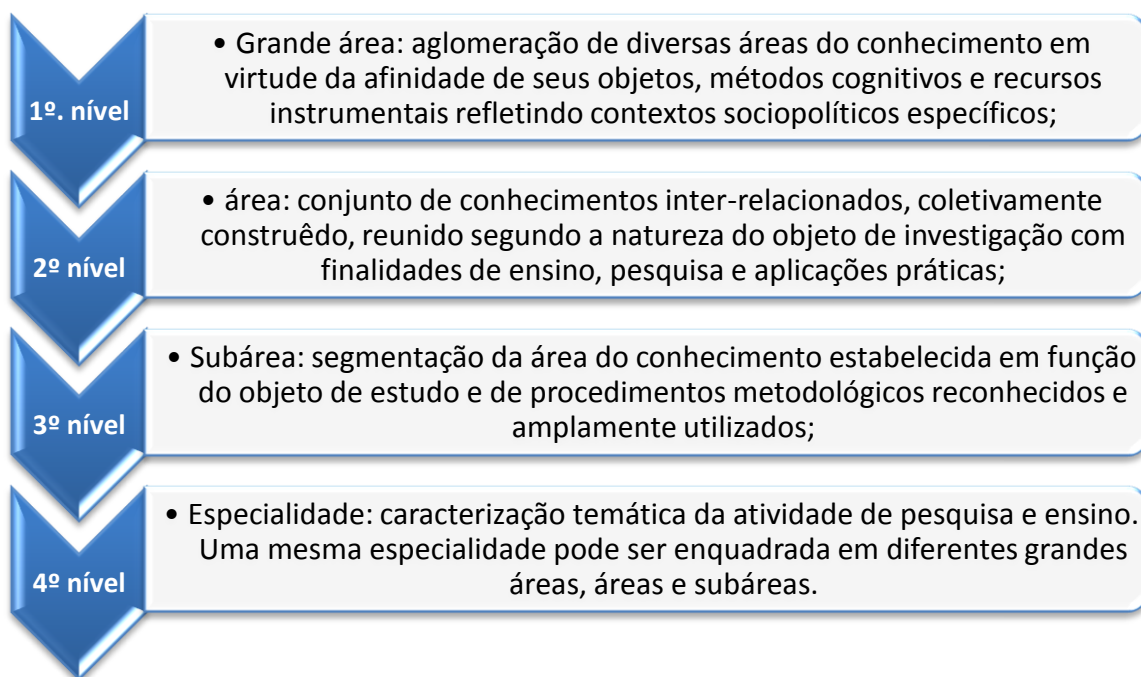 • Grande área: aglomeração de diversas áreas do conhecimento em
virtude da afinidade de seus objetos, métodos cognitivos e recursos
instrumentais refletindo contextos sociopolíticos específicos;
1º. nível
• área: conjunto de conhecimentos inter-relacionados, coletivamente
construêdo, reunido segundo a natureza do objeto de investigação com
finalidades de ensino, pesquisa e aplicações práticas;
2º nível
• Subárea: segmentação da área do conhecimento estabelecida em função
do objeto de estudo e de procedimentos metodológicos reconhecidos e
amplamente utilizados;
3º nível
• Especialidade: caracterização temática da atividade de pesquisa e ensino.
Uma mesma especialidade pode ser enquadrada em diferentes grandes
áreas, áreas e subáreas.
4º nível